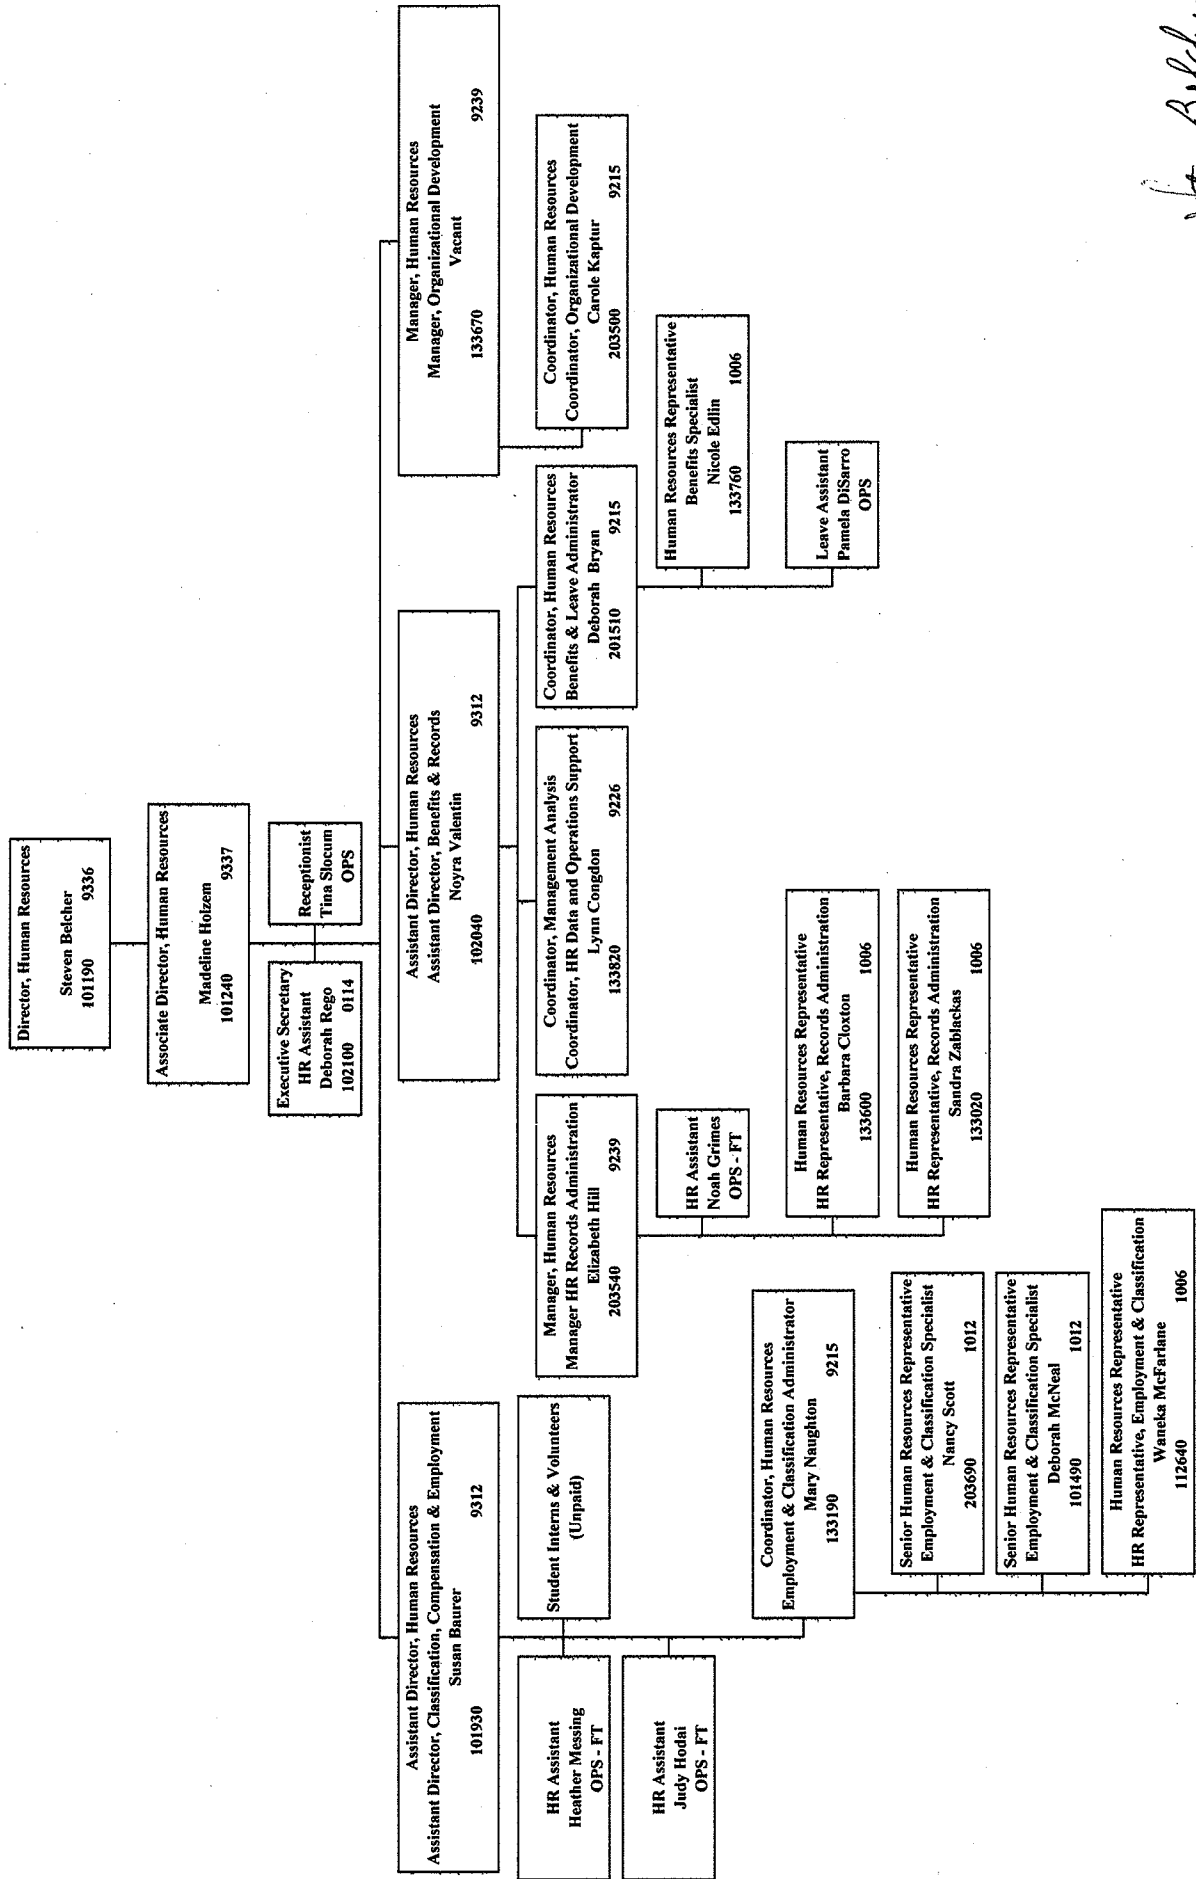 Director, Human Resources
Steven Belcher
101190 9336
Associate Director, Human Resources
Madeline Holzem
101240 9337
Executive Secretary
HR Assistant
Deborah Rego
102100 0114
Receptionist
Tina Slocum
OPS
Assistant Director, Human Resources
Assistant Director, Classification, Compensation & Employment
Susan Baurer
101930 9312
Assistant Director, Human Resources
Assistant Director, Benefits & Records
Noyra Valentin
102040 9312
Manager, Human Resources
Manager, Organizational Development
Vacant
133670 9239
HR Assistant
Heather Messing
OPS - FT
Student Interns & Volunteers
(Unpaid)
HR Assistant
Judy Hodai
OPS - FT
Coordinator, Human Resources
Employment & Classification Administrator
Mary Naughton
133190 9215
Senior Human Resources Representative
Employment & Classification Specialist
Nancy Scott
203690 1012
Senior Human Resources Representative
Employment & Classification Specialist
Deborah McNeal
101490 1012
Human Resources Representative
HR Representative, Employment & Classification
Waneka McFarlane
112640 1006
Manager, Human Resources
Manager HR Records Administration
Elizabeth Hill
203540 9239
HR Assistant
Noah Grimes
OPS - FT
Human Resources Representative
HR Representative, Records Administration
Barbara Cloxton
133600 1006
Human Resources Representative
HR Representative, Records Administration
Sandra Zablackas
133020 1006
Coordinator, Management Analysis
Coordinator, HR Data and Operations Support
Lynn Congdon
133820 9226
Coordinator, Human Resources
Benefits & Leave Administrator
Deborah Bryan
201510 9215
Human Resources Representative
Benefits Specialist
Nicole Edlin
133760 1006
Leave Assistant
Pamela DiSarro
OPS
Coordinator, Human Resources
Coordinator, Organizational Development
Carole Kaptur
203500 9215